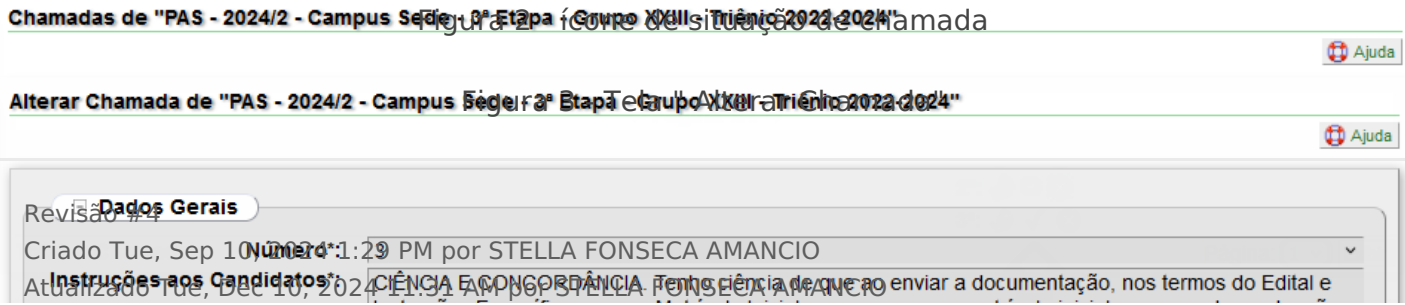 Chamadas de "PAS - 2024/2 - Campus Sede - 3ª Etapa - Grupo XXIII - Triênio 2022-2024"
Figura 2 - ícone de situação de chamada
Ajuda
Alterar Chamada de "PAS - 2024/2 - Campus Sede - 3ª Etapa - Grupo XXIII - Triênio 2022-2024"
Figura 3 - Tela "Alterar Chamada"
Ajuda
Dados Gerais
Revisão #4
Número*: 3
Criado Tue, Sep 10, 2024 1:29 PM por STELLA FONSECA AMANCIO
Instruções aos Candidatos*: CIÊNCIA E CONCORDÂNCIA. Tenho ciência de que ao enviar a documentação, nos termos do Edital e
Atualizado Tue, Dec 10, 2024 11:31 AM por STELLA FONSECA AMANCIO